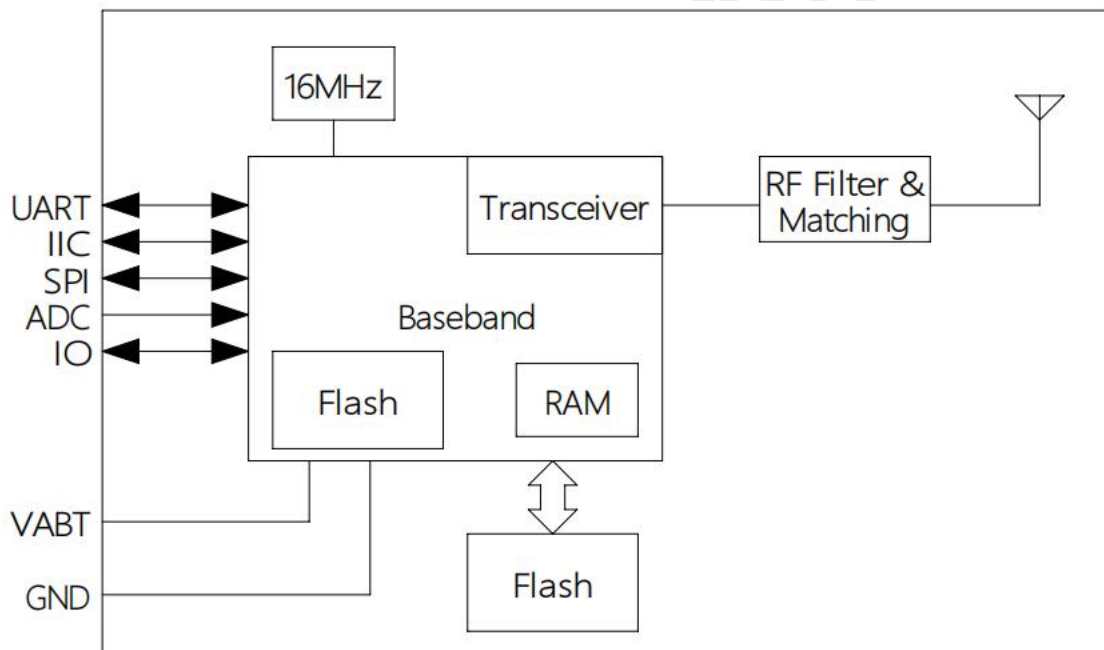 16MHz
UART
IIC
SPI
ADC
IO
Transceiver
RF Filter &
Matching
Baseband
Flash
RAM
VABT
GND
Flash